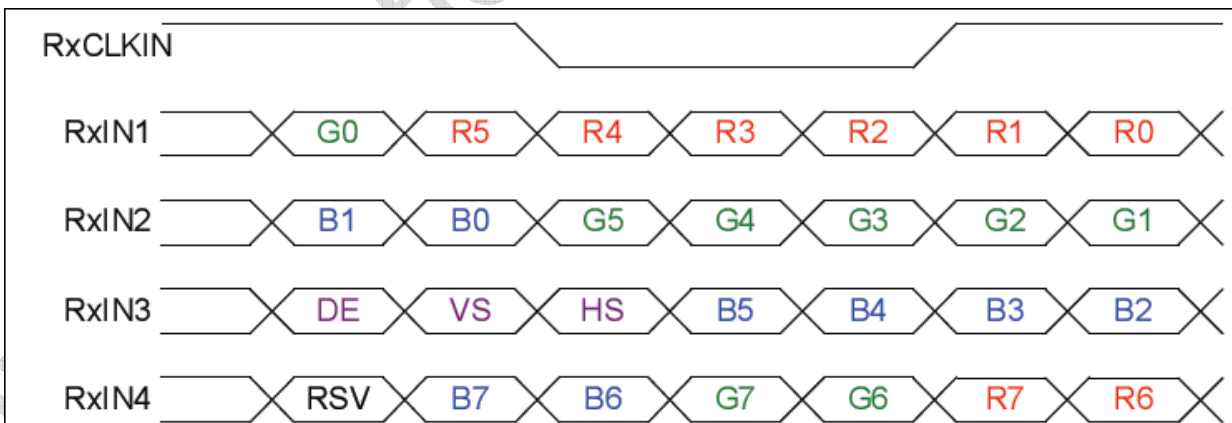 RxCLKIN
RxIN1 G0 R5 R4 R3 R2 R1 R0
RxIN2 B1 B0 G5 G4 G3 G2 G1
RxIN3 DE VS HS B5 B4 B3 B2
RxIN4 RSV B7 B6 G7 G6 R7 R6